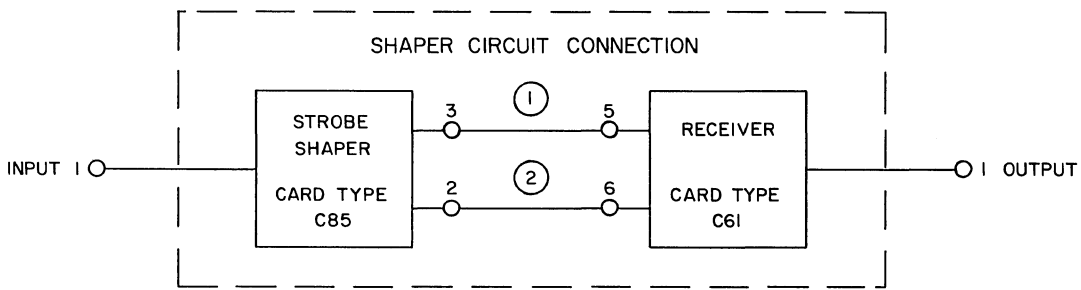 SHAPER CIRCUIT CONNECTION
INPUT 1
STROBE
SHAPER
CARD TYPE
C85
3
1
5
2
2
6
RECEIVER
CARD TYPE
C61
1 OUTPUT